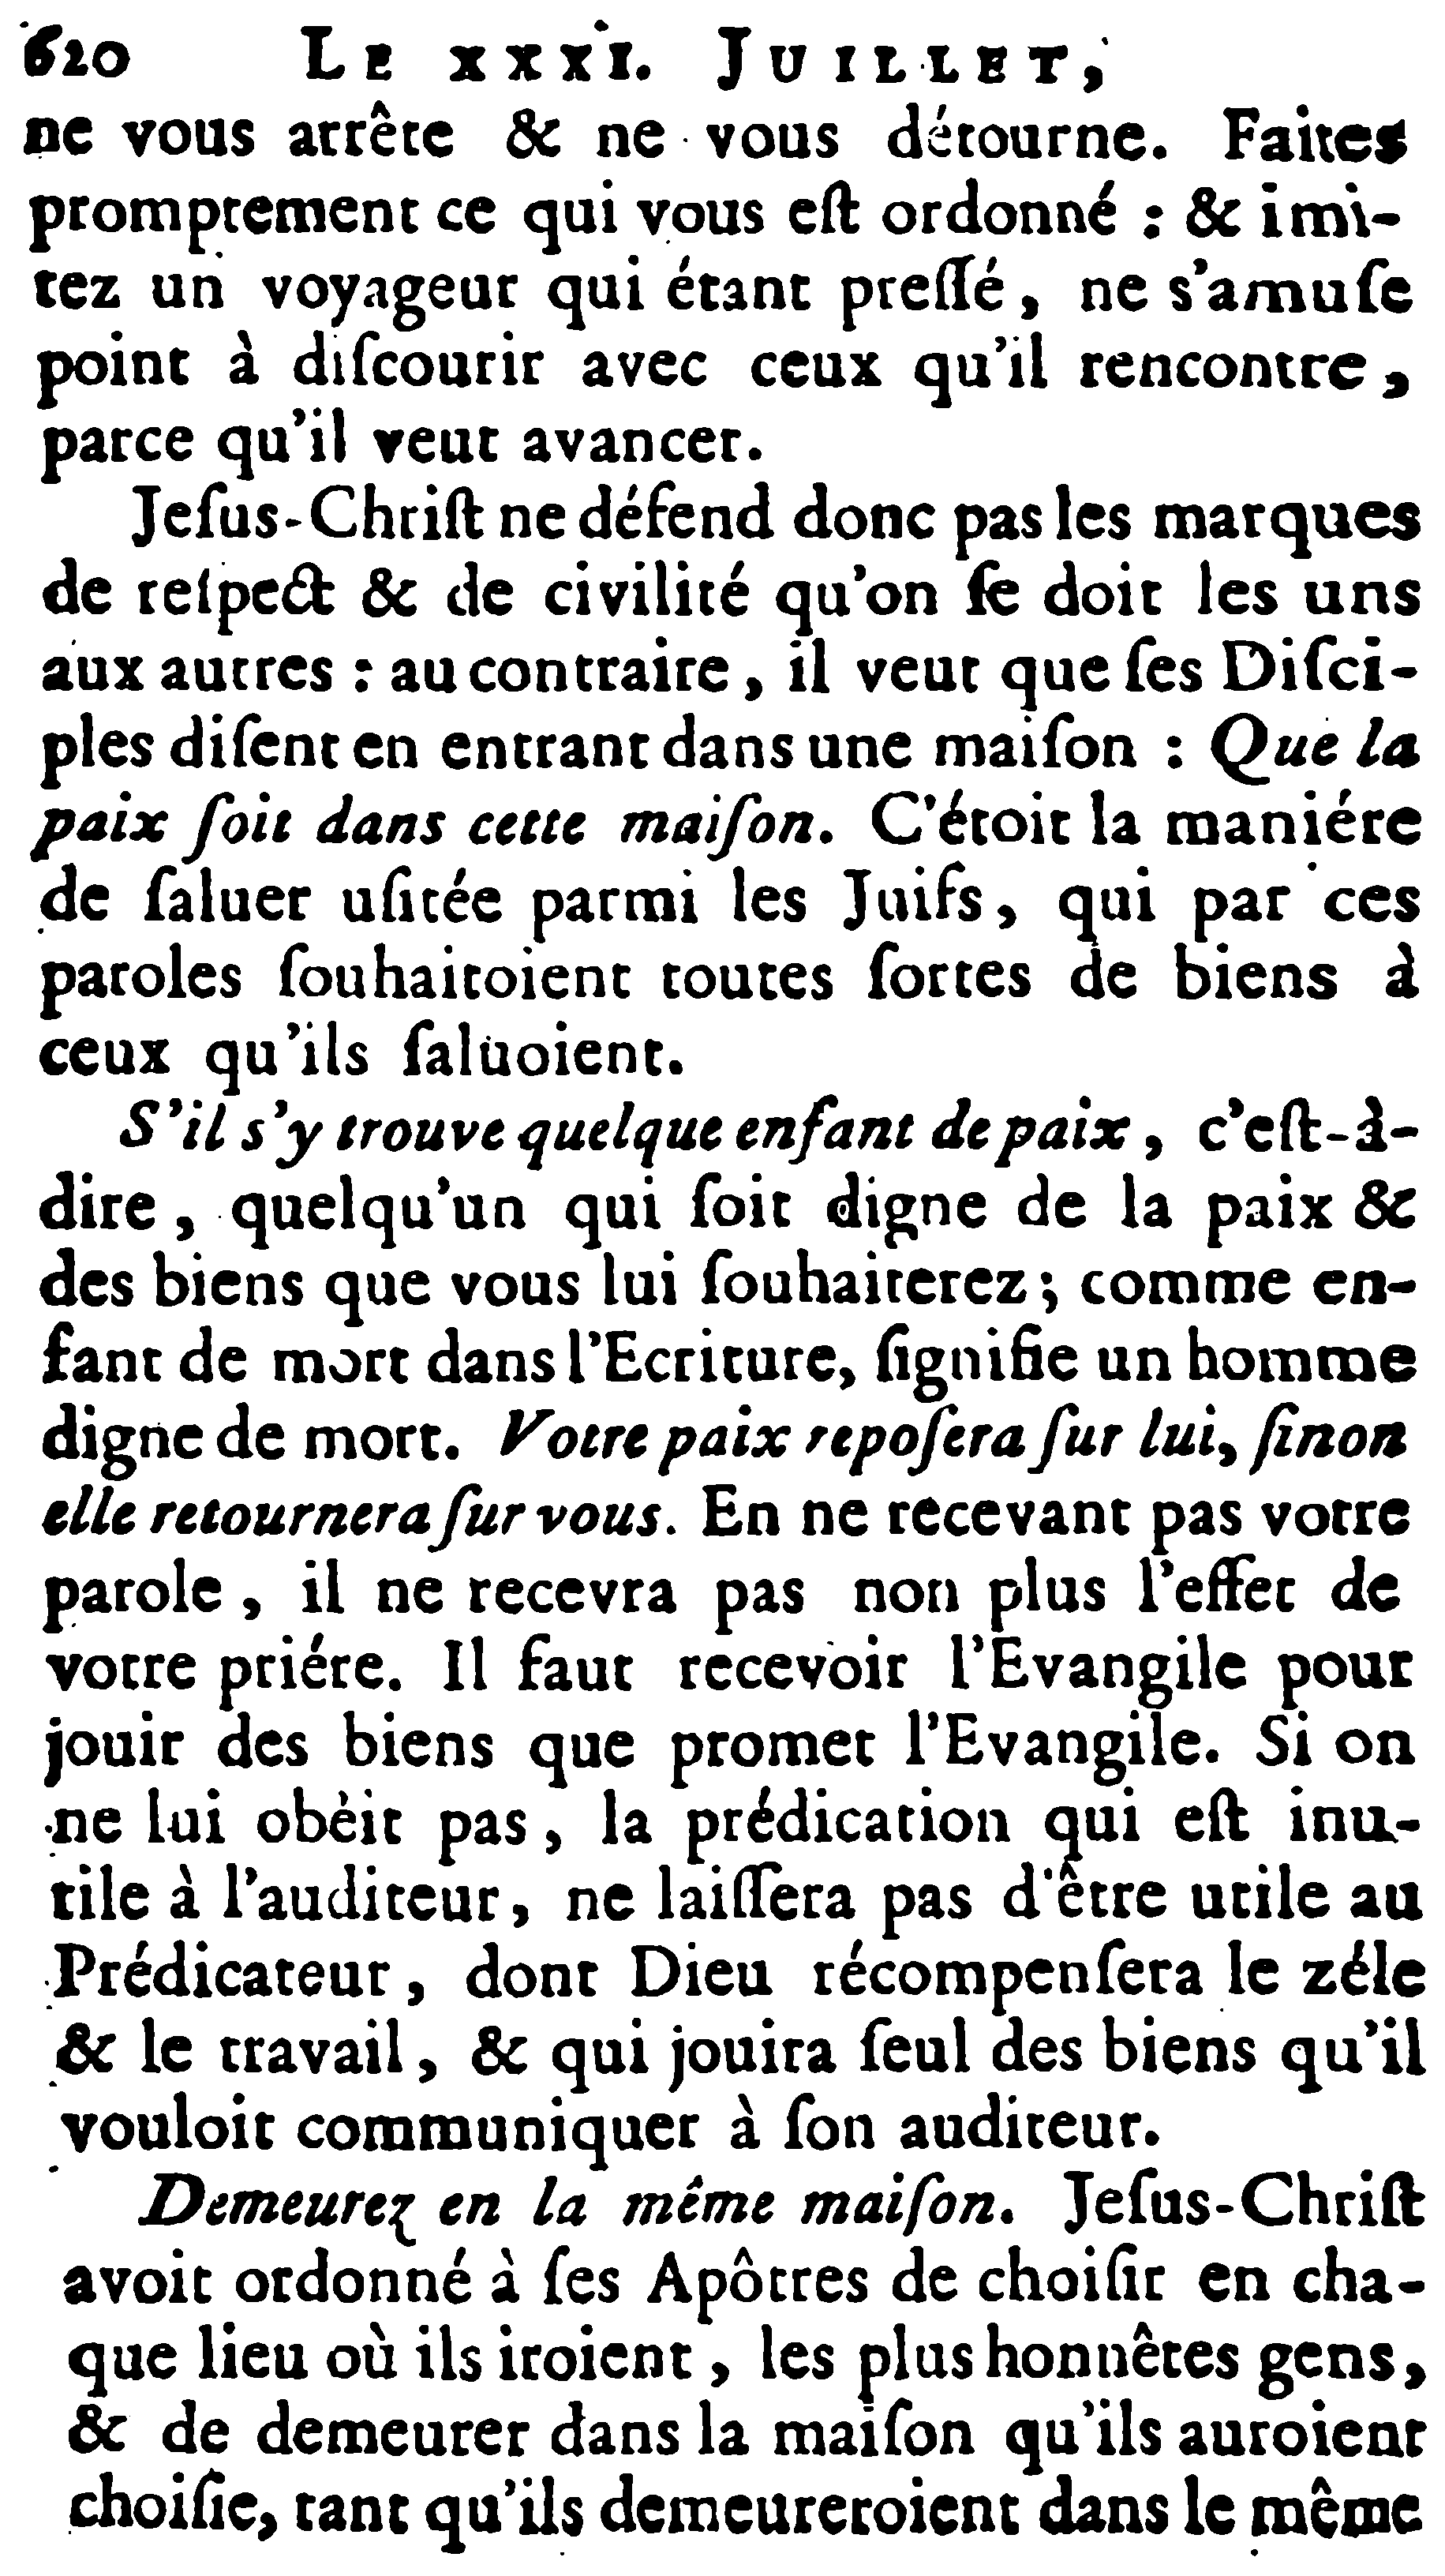 620 LE XXXI. JUILLET,
ne vous arrête & ne vous détourne. Faites
promptement ce qui vous eſt ordonné : & imi-
tez un voyageur qui étant preſſé, ne s'amuſe
point à diſcourir avec ceux qu'il rencontre,
parce qu'il veut avancer.
Jeſus-Chriſt ne défend donc pas les marques
de reſpect & de civilité qu'on ſe doit les uns
aux autres : au contraire, il veut que ſes Diſci-
ples diſent en entrant dans une maiſon : Que la
paix ſoit dans cette maiſon. C'étoit la maniére
de ſaluer uſitée parmi les Juifs, qui par ces
paroles ſouhaitoient toutes ſortes de biens à
ceux qu'ils ſaluoient.
S'il s'y trouve quelque enfant de paix, c'eſt-à-
dire, quelqu'un qui ſoit digne de la paix &
des biens que vous lui ſouhaiterez ; comme en-
fant de mort dans l'Ecriture, ſignifie un homme
digne de mort. Votre paix repoſera ſur lui, ſinon
elle retournera ſur vous. En ne recevant pas votre
parole, il ne recevra pas non plus l'effet de
votre priére. Il faut recevoir l'Evangile pour
jouir des biens que promet l'Evangile. Si on
ne lui obéit pas, la prédication qui eſt inu-
tile à l'auditeur, ne laiſſera pas d'être utile au
Prédicateur, dont Dieu récompenſera le zéle
& le travail, & qui jouira ſeul des biens qu'il
vouloit communiquer à ſon auditeur.
Demeurez en la même maiſon. Jeſus-Chriſt
avoit ordonné à ſes Apôtres de choiſir en cha-
que lieu où ils iroient, les plus honnêtes gens,
& de demeurer dans la maiſon qu'ils auroient
choiſie, tant qu'ils demeureroient dans le même